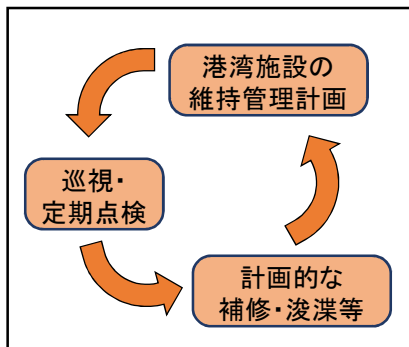 港湾施設の
維持管理計画
巡視・
定期点検
計画的な
補修・浚渫等